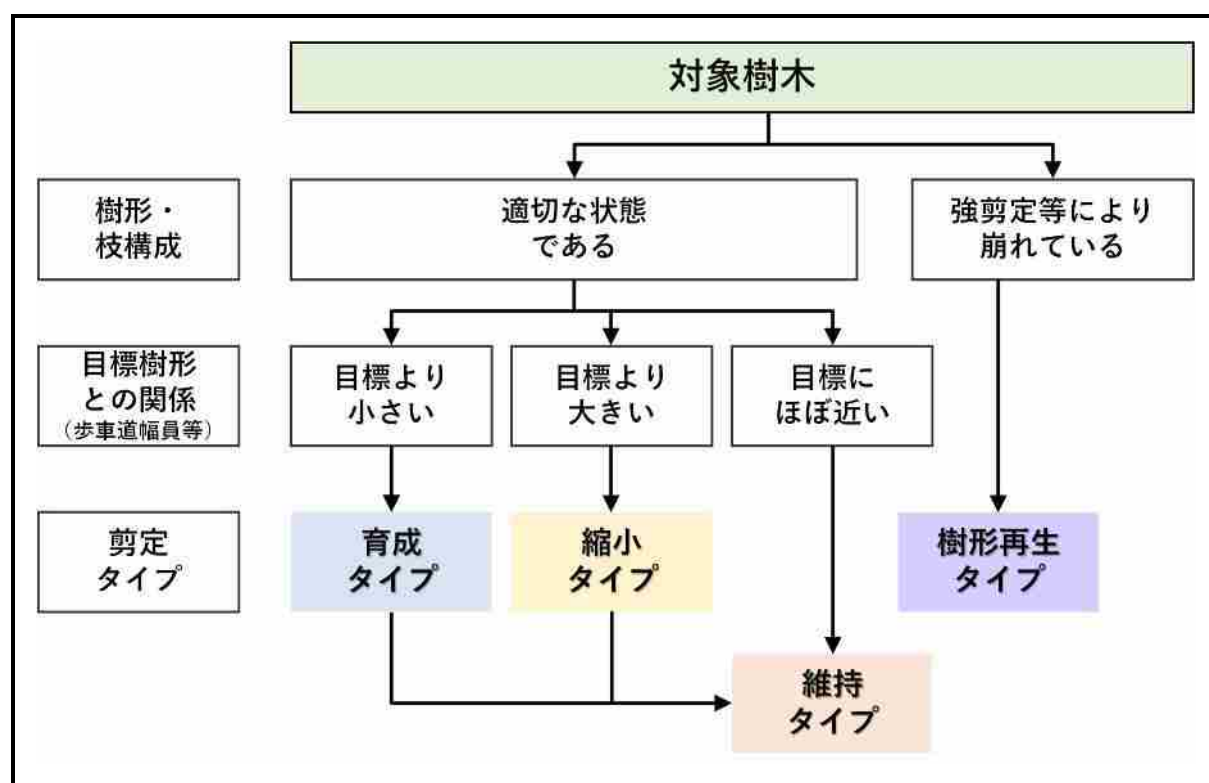 対象樹木
樹形・
枝構成
適切な状態
である
強剪定等により
崩れている
目標樹形
との関係
（歩車道幅員等）
目標より
小さい
目標より
大きい
目標に
ほぼ近い
剪定
タイプ
育成
タイプ
縮小
タイプ
樹形再生
タイプ
維持
タイプ